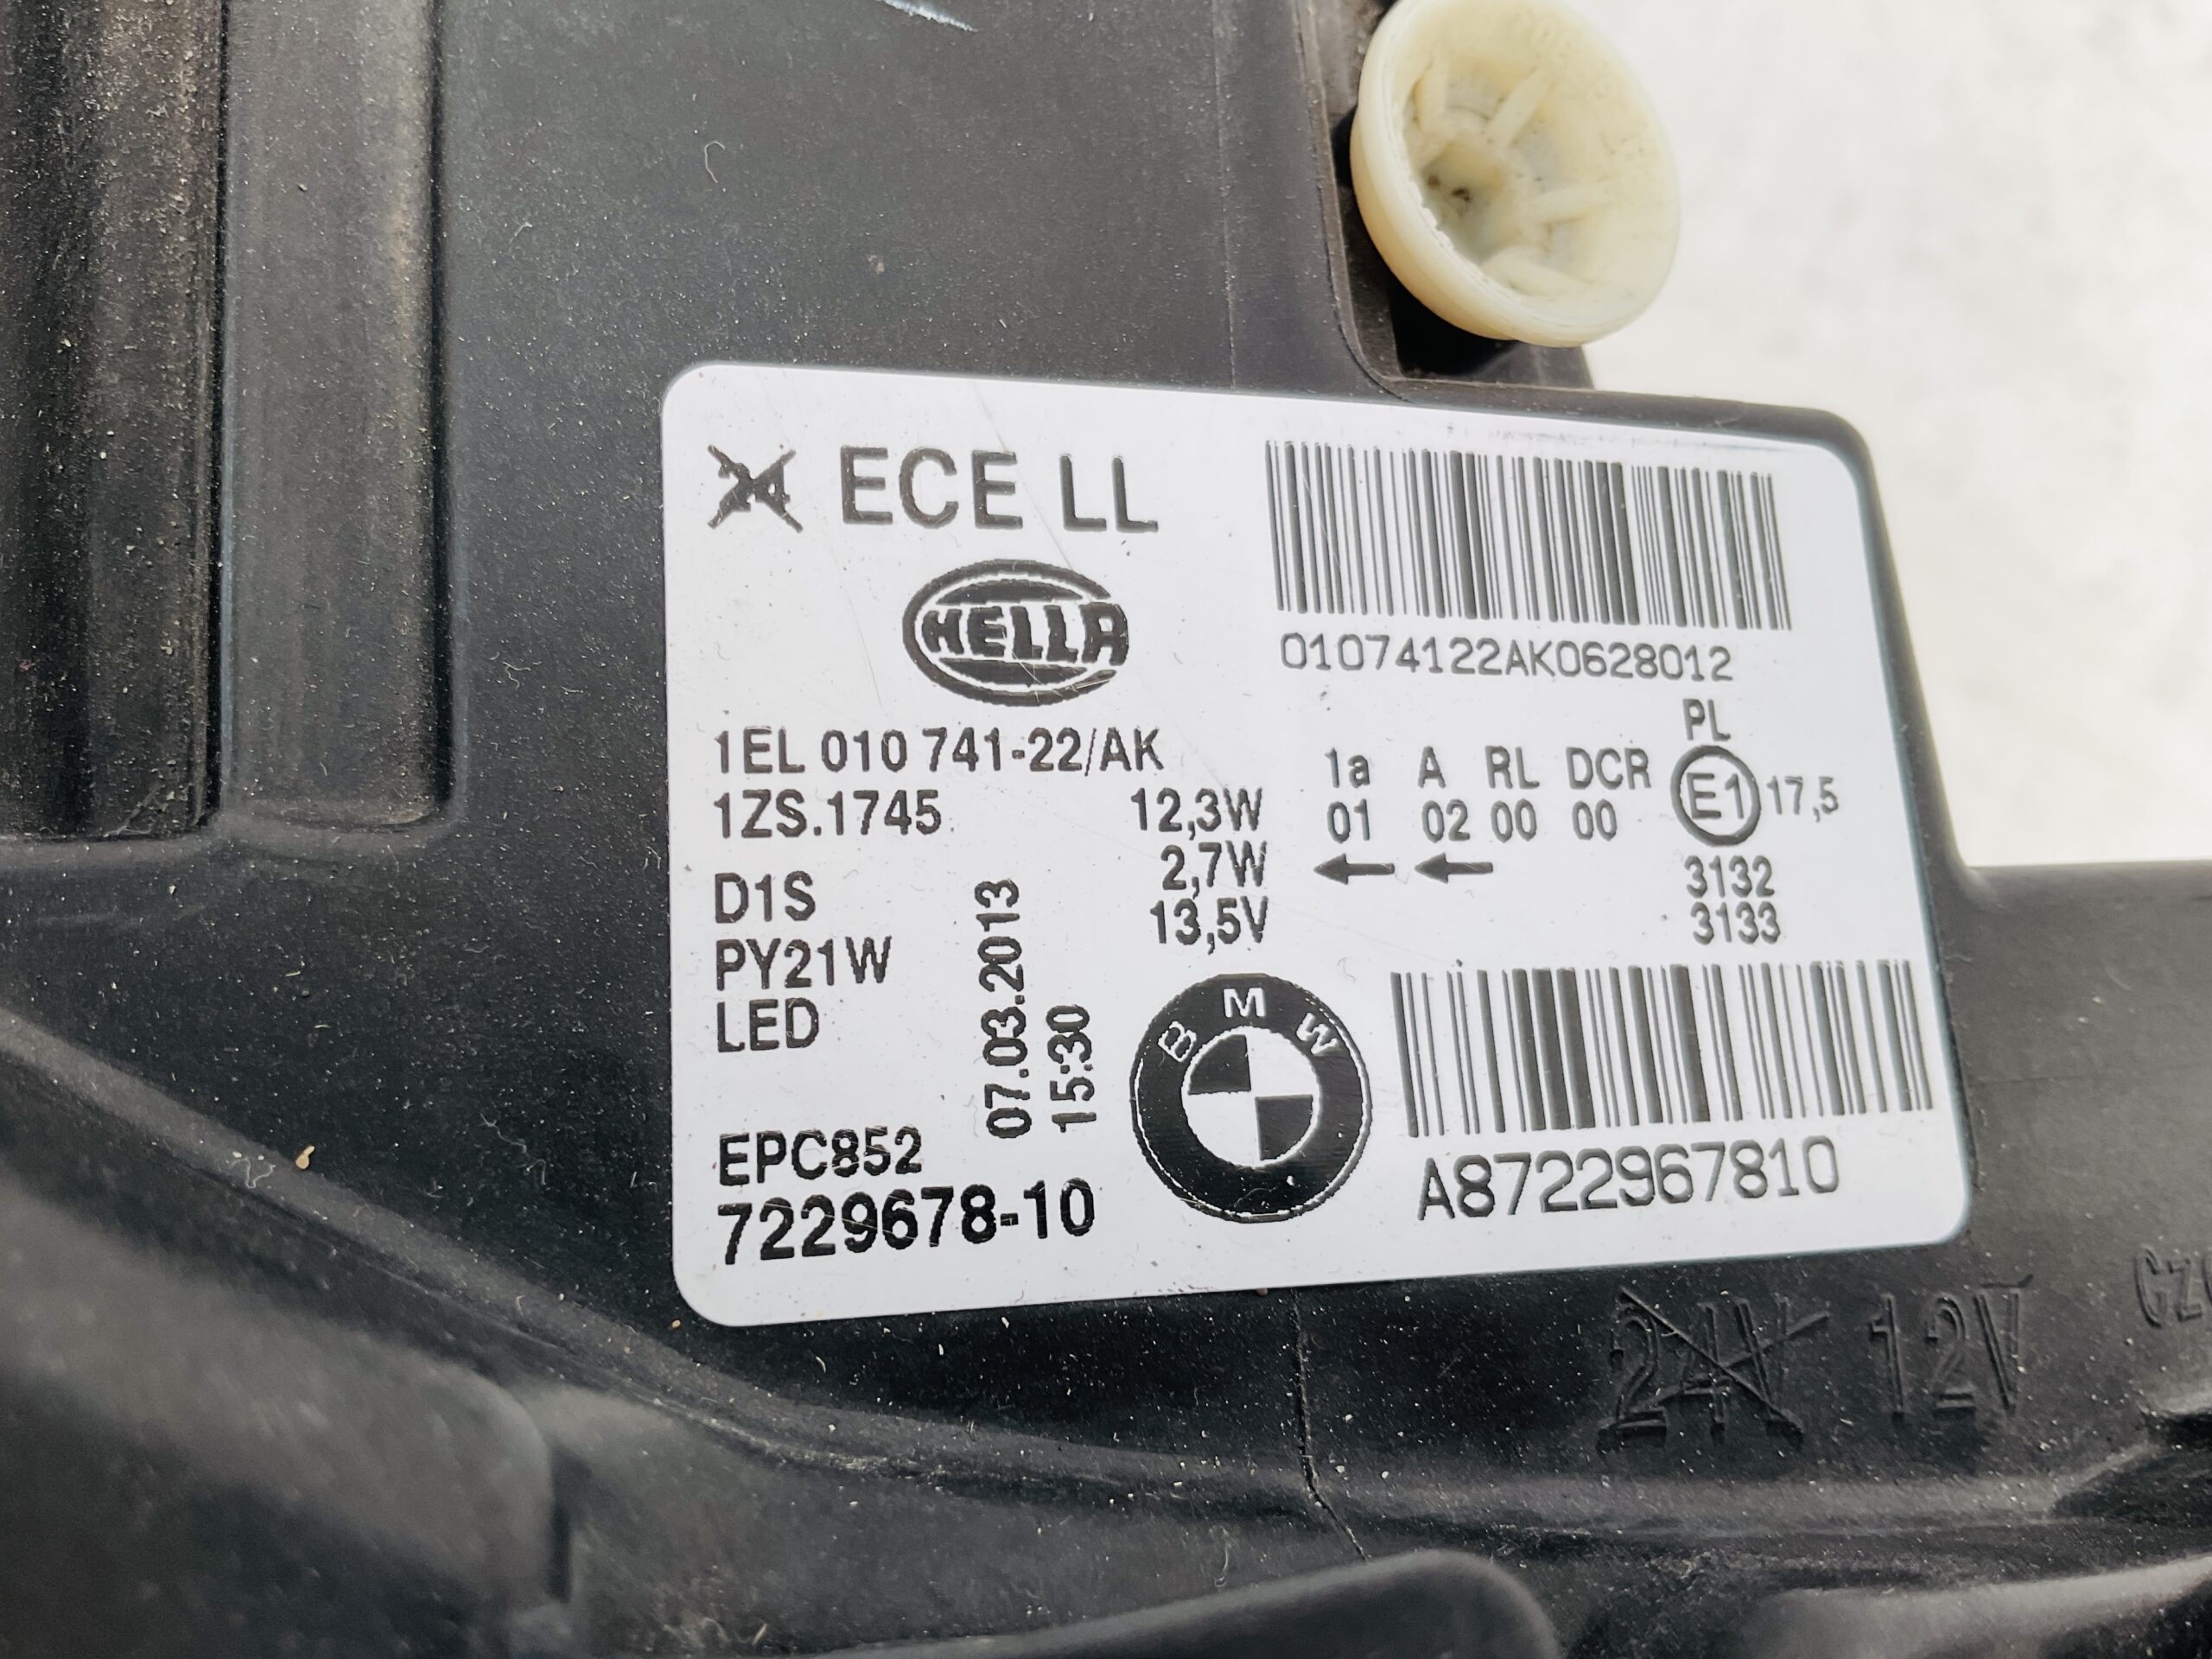 ECE LL
HELLA
01074122AK0628012
1EL 010 741-22/AK
1ZS.1745
12,3W
2,7W
13,5V
PL
1a A RL DCR
01 02 00 00
E1 17,5
3132
3133
D1S
PY21W
LED
07.03.2013
15:30
BMW
EPC852
7229678-10
A8722967810
24V 12V